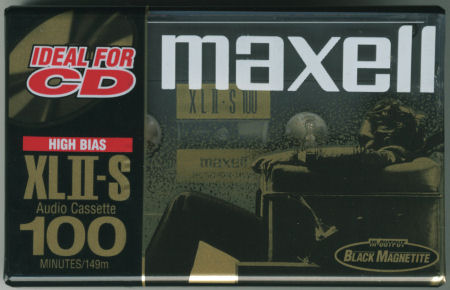 IDEAL FOR
CD
maxell
XLII-S 100
maxell
HIGH BIAS
XLII-S
Audio Cassette
100
MINUTES/149m
BLACK MAGNETITE